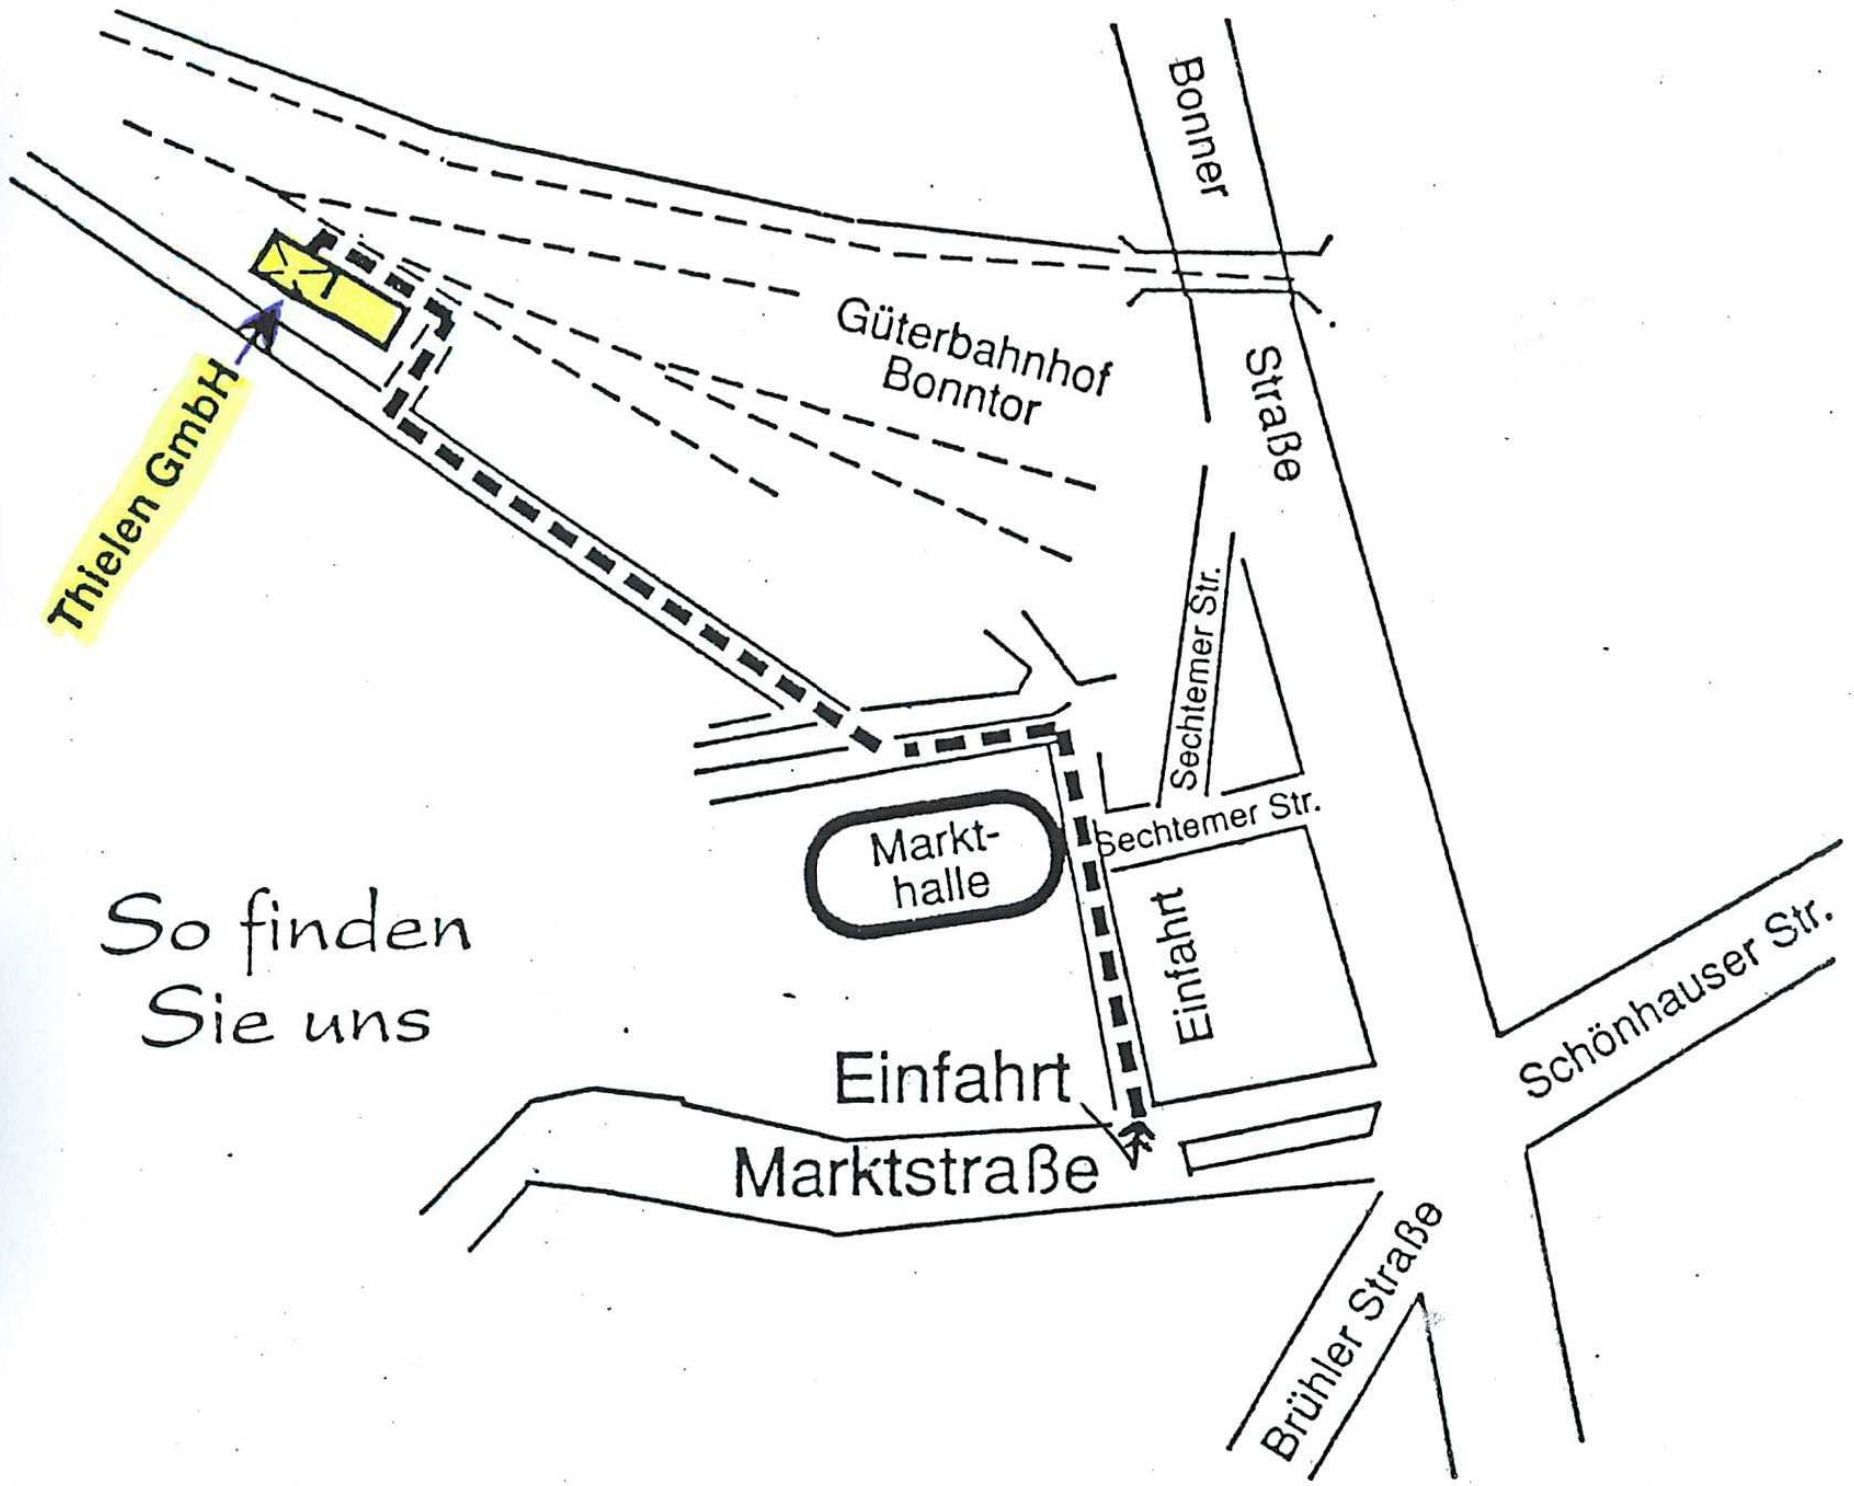 Bonner
Straße
Güterbahnhof
Bonntor
Thielen GmbH
Sechtemer Str.
Sechtemer Str.
Markt-
halle
Einfahrt
So finden
Sie uns
Einfahrt
Marktstraße
Schönhauser Str.
Brühler Straße